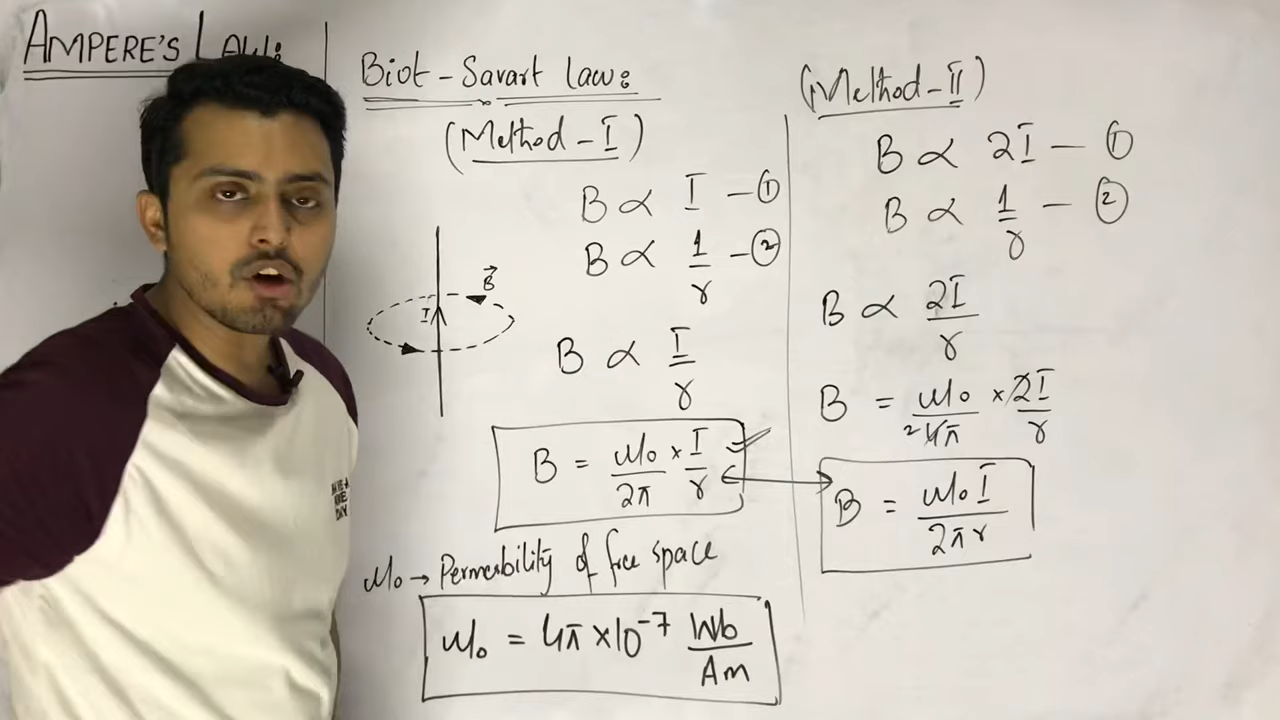 AMPERE'S LAW:
Biot-Savart law:
(Method-I)
B ∝ I — ①
B ∝ 1/r — ②
B ∝ I/r
B = μ₀/2π × I/r
I
B⃗
μ₀ → Permeability of free space
μ₀ = 4π × 10⁻⁷ Wb/Am
(Method-II)
B ∝ 2I — ①
B ∝ 1/r — ②
B ∝ 2I/r
B = μ₀/4π × 2I/r
2
B = μ₀I/2πr